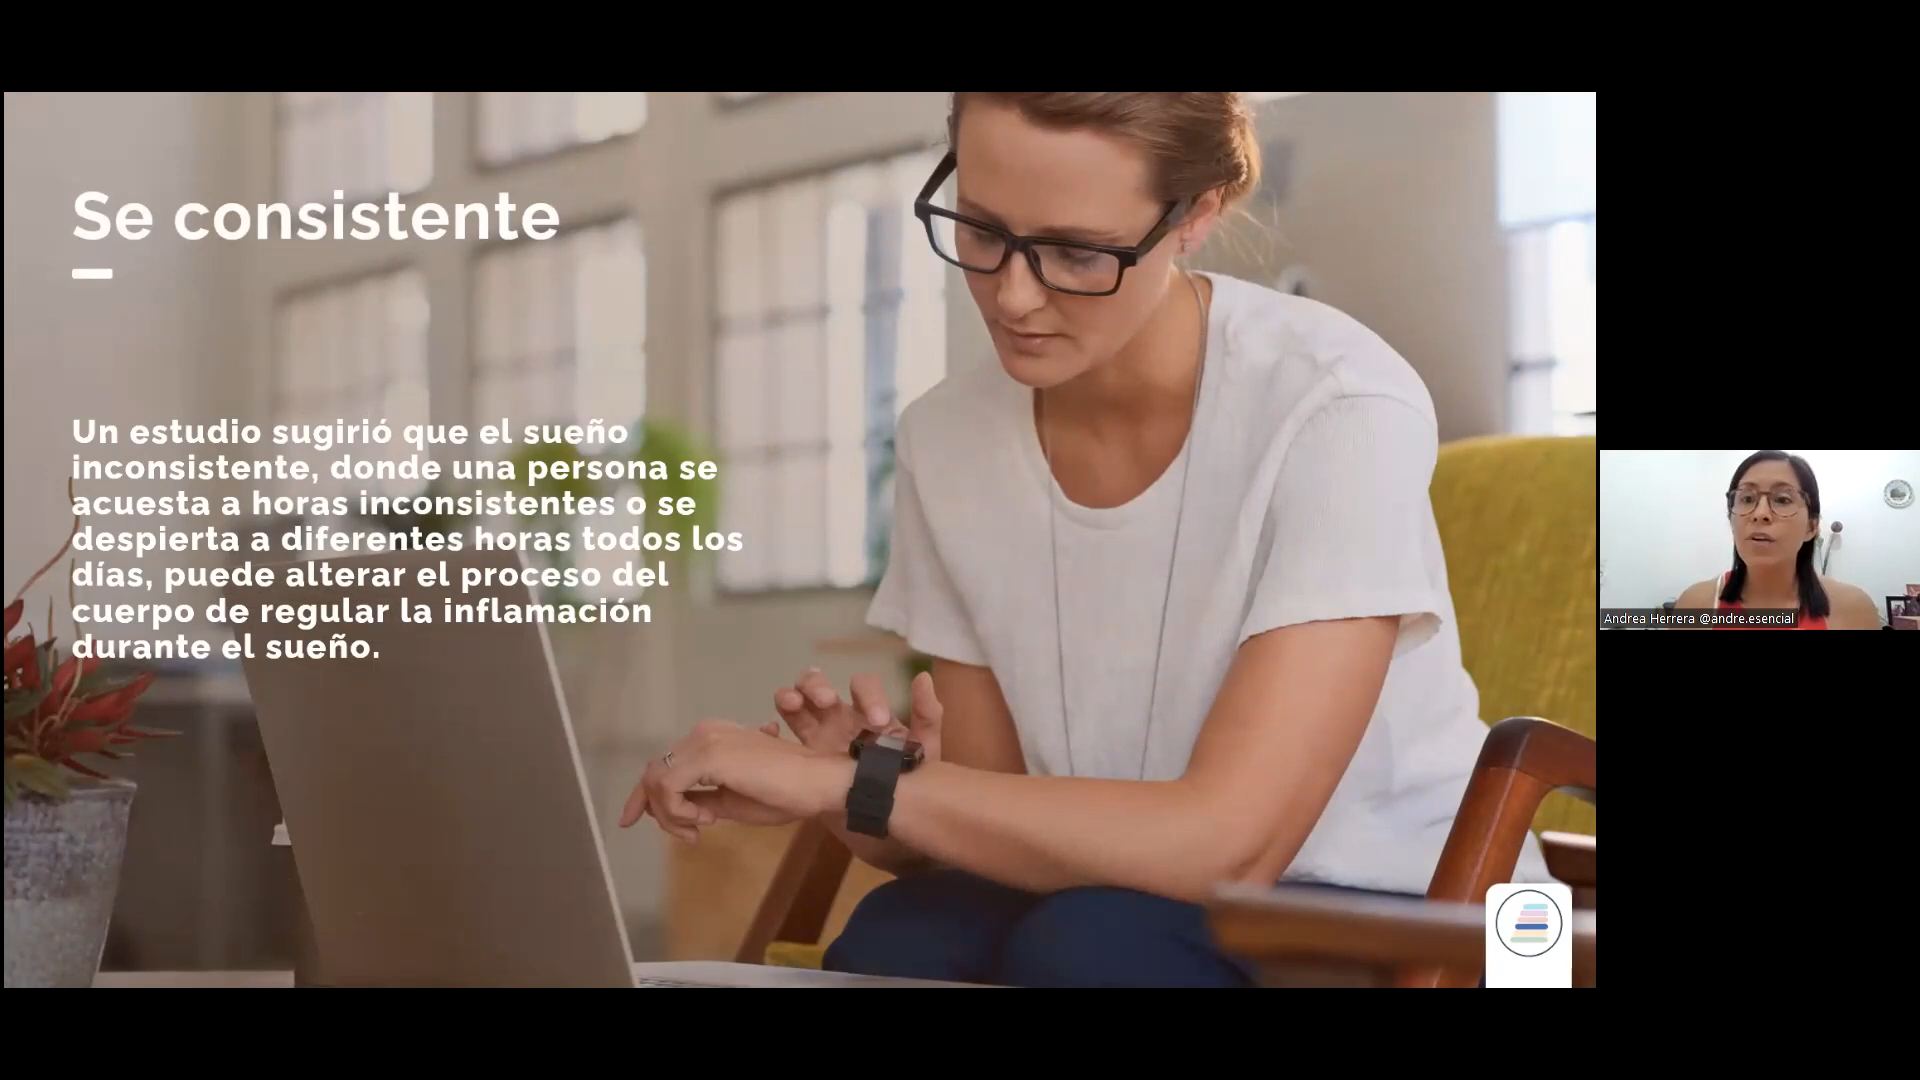 Se consistente
Un estudio sugirió que el sueño
inconsistente, donde una persona se
acuesta a horas inconsistentes o se
despierta a diferentes horas todos los
días, puede alterar el proceso del
cuerpo de regular la inflamación
durante el sueño.
Andrea Herrera @andre.esencial